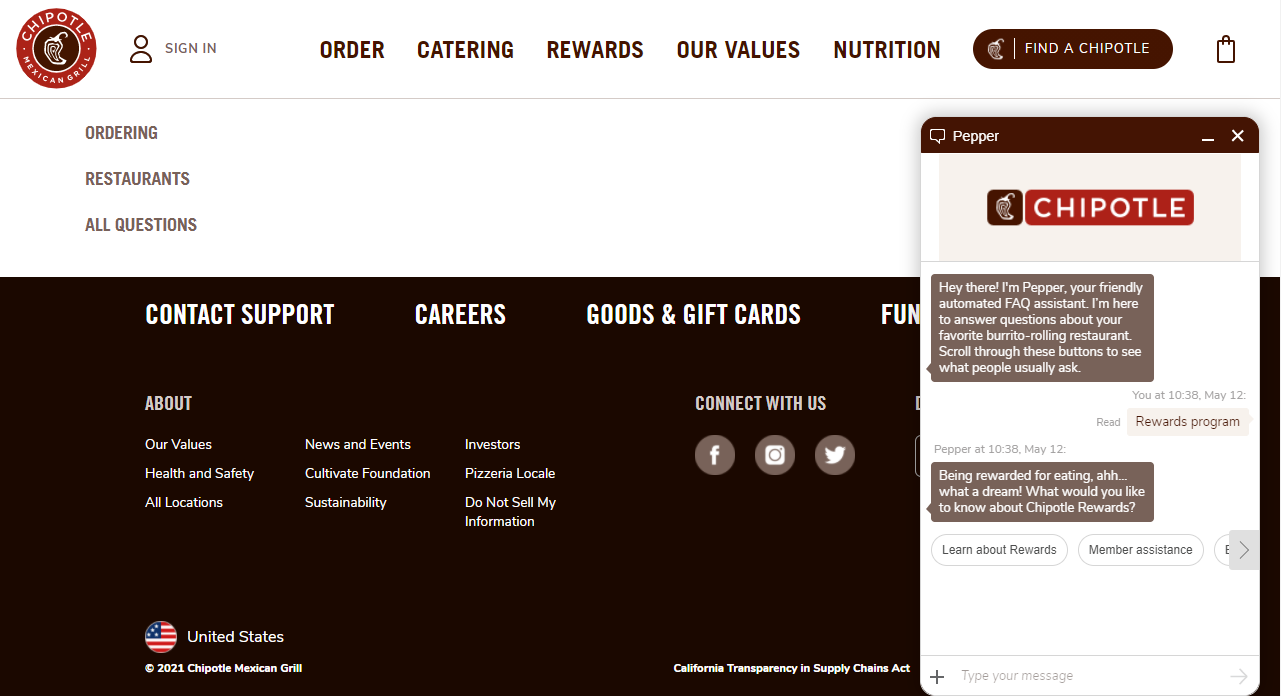 CHIPOTLE
MEXICAN GRILL
SIGN IN
ORDER
CATERING
REWARDS
OUR VALUES
NUTRITION
FIND A CHIPOTLE
ORDERING
RESTAURANTS
ALL QUESTIONS
CONTACT SUPPORT
CAREERS
GOODS & GIFT CARDS
FUN
ABOUT
Our Values
Health and Safety
All Locations
News and Events
Cultivate Foundation
Sustainability
Investors
Pizzeria Locale
Do Not Sell My
Information
CONNECT WITH US
United States
© 2021 Chipotle Mexican Grill
California Transparency in Supply Chains Act
Pepper
CHIPOTLE
Hey there! I'm Pepper, your friendly
automated FAQ assistant. I'm here
to answer questions about your
favorite burrito-rolling restaurant.
Scroll through these buttons to see
what people usually ask.
You at 10:38, May 12:
Read
Rewards program
Pepper at 10:38, May 12:
Being rewarded for eating, ahh...
what a dream! What would you like
to know about Chipotle Rewards?
Learn about Rewards
Member assistance
Type your message